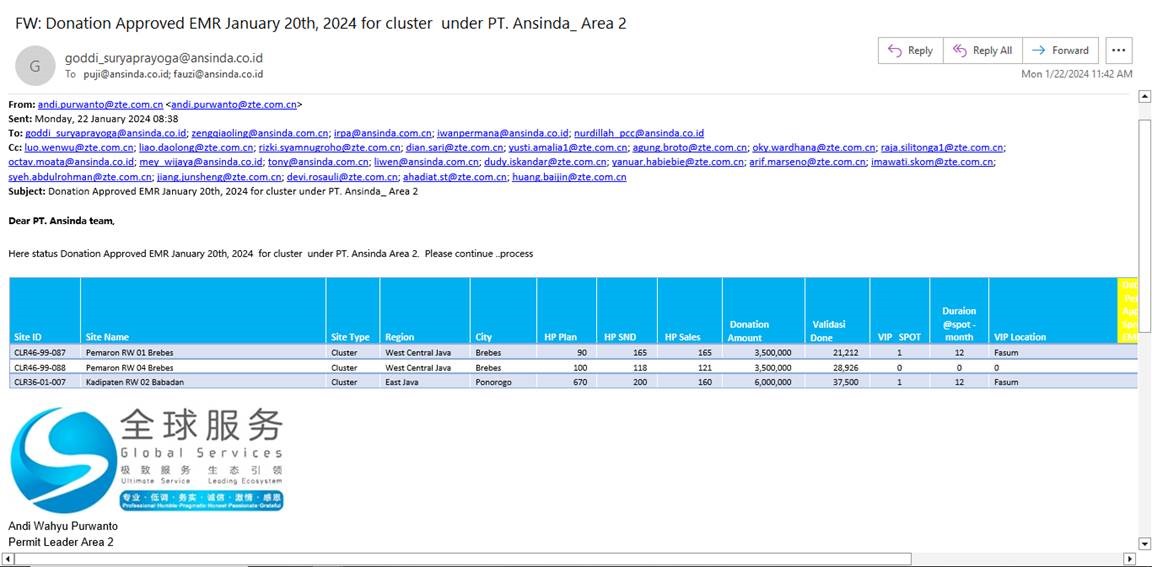 FW: Donation Approved EMR January 20th, 2024 for cluster under PT. Ansinda_ Area 2
G
goddi_suryaprayoga@ansinda.co.id
To puji@ansinda.co.id; fauzi@ansinda.co.id
Reply
Reply All
Forward
Mon 1/22/2024 11:42 AM
From: andi.purwanto@zte.com.cn <andi.purwanto@zte.com.cn>
Sent: Monday, 22 January 2024 08:38
To: goddi_suryaprayoga@ansinda.co.id; zengqiaoling@ansinda.com.cn; irpa@ansinda.com.cn; iwanpermana@ansinda.co.id; nurdillah_pcc@ansinda.co.id
Cc: luo.wenwu@zte.com.cn; liao.daolong@zte.com.cn; rizki.syamnugroho@zte.com.cn; dian.sari@zte.com.cn; yusti.amalia1@zte.com.cn; agung.broto@zte.com.cn; oky.wardhana@zte.com.cn; raja.silitonga1@zte.com.cn;
octav.moata@ansinda.co.id; mey_wijaya@ansinda.co.id; tony@ansinda.com.cn; liwen@ansinda.com.cn; dudy.iskandar@zte.com.cn; yanuar.habiebie@zte.com.cn; arif.marseno@zte.com.cn; imawati.skom@zte.com.cn;
syeh.abdulrohman@zte.com.cn; jiang.junsheng@zte.com.cn; devi.rosauli@zte.com.cn; ahadiat.st@zte.com.cn; huang.baijin@zte.com.cn
Subject: Donation Approved EMR January 20th, 2024 for cluster under PT. Ansinda_ Area 2
Dear PT. Ansinda team,
Here status Donation Approved EMR January 20th, 2024 for cluster under PT. Ansinda Area 2. Please continue ..process
Site ID Site Name Site Type Region City HP Plan HP SND HP Sales Donation Amount Validasi Done VIP SPOT Duraion @spot - month VIP Location
CLR46-99-087 Pemaron RW 01 Brebes Cluster West Central Java Brebes 90 165 165 3,500,000 21,212 1 12 Fasum
CLR46-99-088 Pemaron RW 04 Brebes Cluster West Central Java Brebes 100 118 121 3,500,000 28,926 0 0 0
CLR36-01-007 Kadipaten RW 02 Babadan Cluster East Java Ponorogo 670 200 160 6,000,000 37,500 1 12 Fasum
全球服务
Global Services
极致服务 生态引领
Ultimate Service Leading Ecosystem
专业·低调·务实·诚信·激情·感恩
Professional Humble Pragmatic Honest Passionate Grateful
Andi Wahyu Purwanto
Permit Leader Area 2